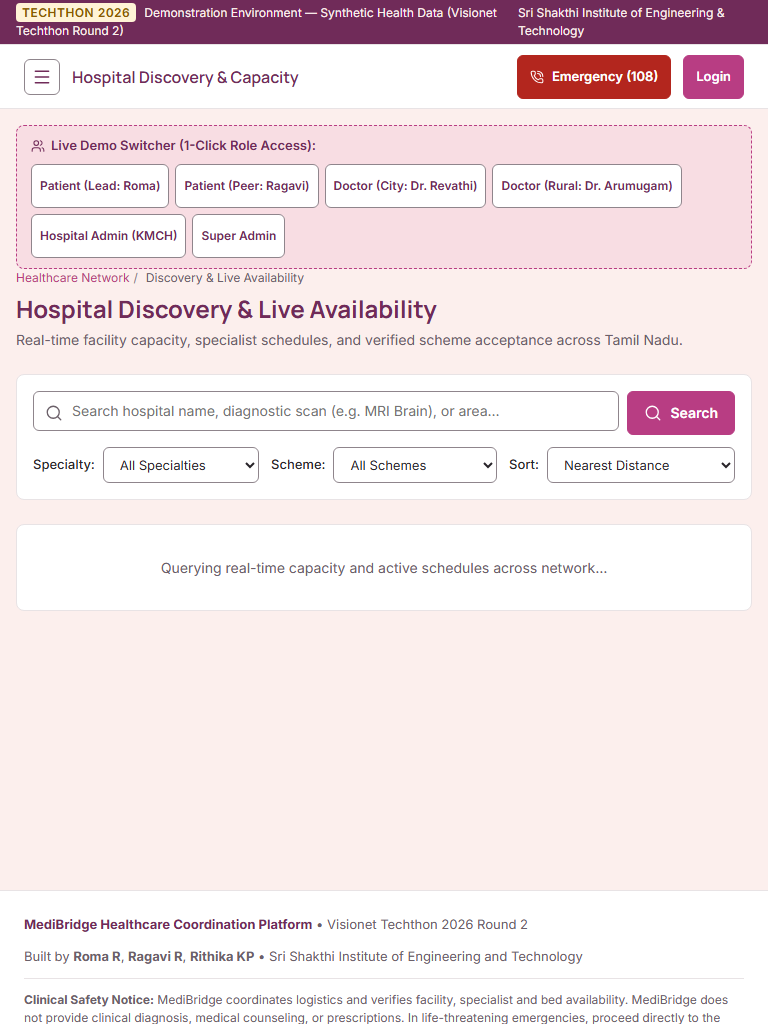 TECHTHON 2026 Demonstration Environment — Synthetic Health Data (Visionet Techthon Round 2)
Sri Shakthi Institute of Engineering & Technology
Hospital Discovery & Capacity
Emergency (108)
Login
Live Demo Switcher (1-Click Role Access):
Patient (Lead: Roma)
Patient (Peer: Ragavi)
Doctor (City: Dr. Revathi)
Doctor (Rural: Dr. Arumugam)
Hospital Admin (KMCH)
Super Admin
Healthcare Network / Discovery & Live Availability
Hospital Discovery & Live Availability
Real-time facility capacity, specialist schedules, and verified scheme acceptance across Tamil Nadu.
Search hospital name, diagnostic scan (e.g. MRI Brain), or area...
Search
Specialty: All Specialties
Scheme: All Schemes
Sort: Nearest Distance
Querying real-time capacity and active schedules across network...
MediBridge Healthcare Coordination Platform • Visionet Techthon 2026 Round 2
Built by Roma R, Ragavi R, Rithika KP • Sri Shakthi Institute of Engineering and Technology
Clinical Safety Notice: MediBridge coordinates logistics and verifies facility, specialist and bed availability. MediBridge does
not provide clinical diagnosis, medical counseling, or prescriptions. In life-threatening emergencies, proceed directly to the